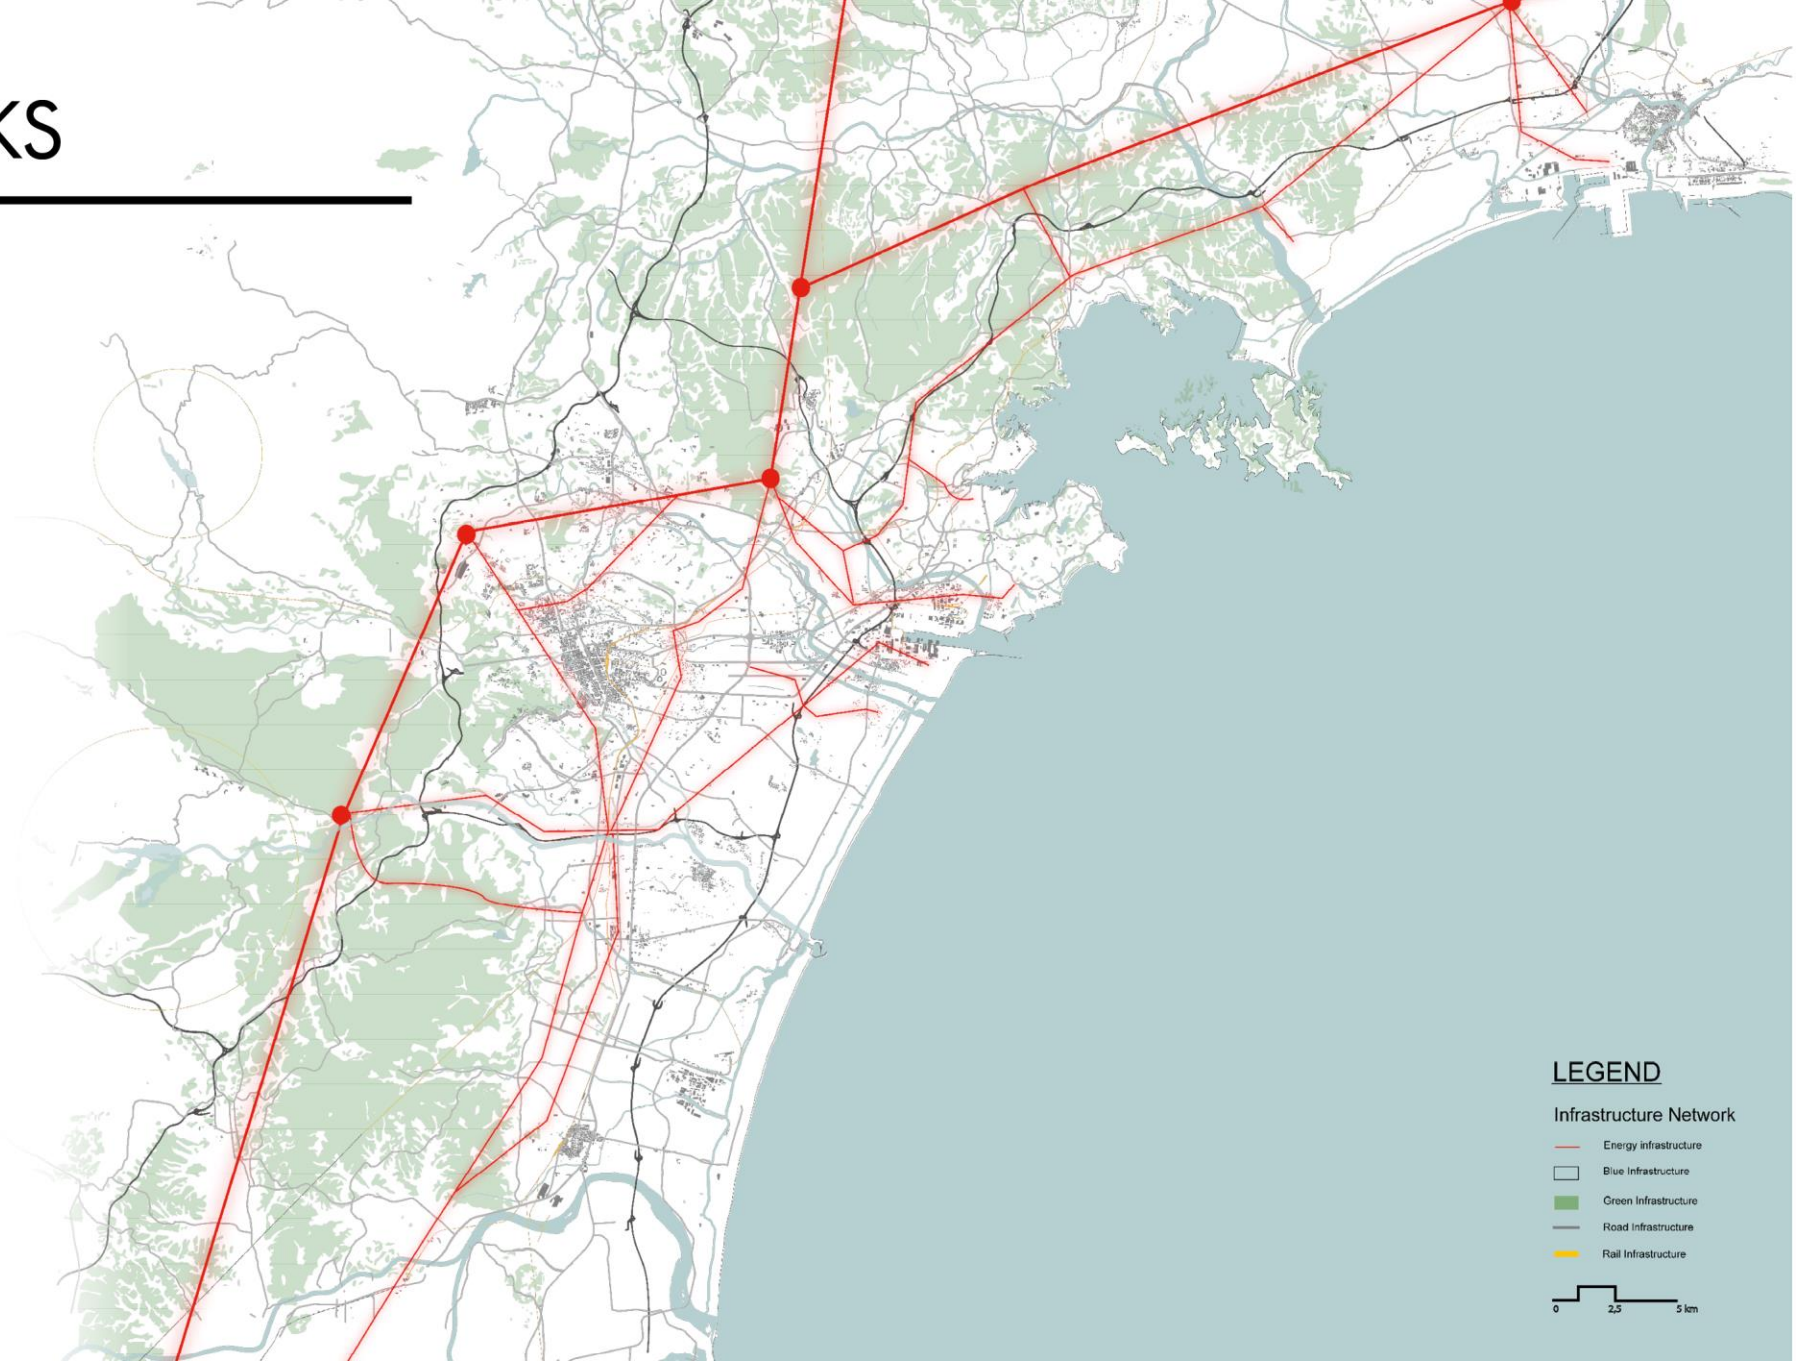 KS
LEGEND
Infrastructure Network
Energy infrastructure
Blue Infrastructure
Green Infrastructure
Road Infrastructure
Rail Infrastructure
0 2,5 5 km